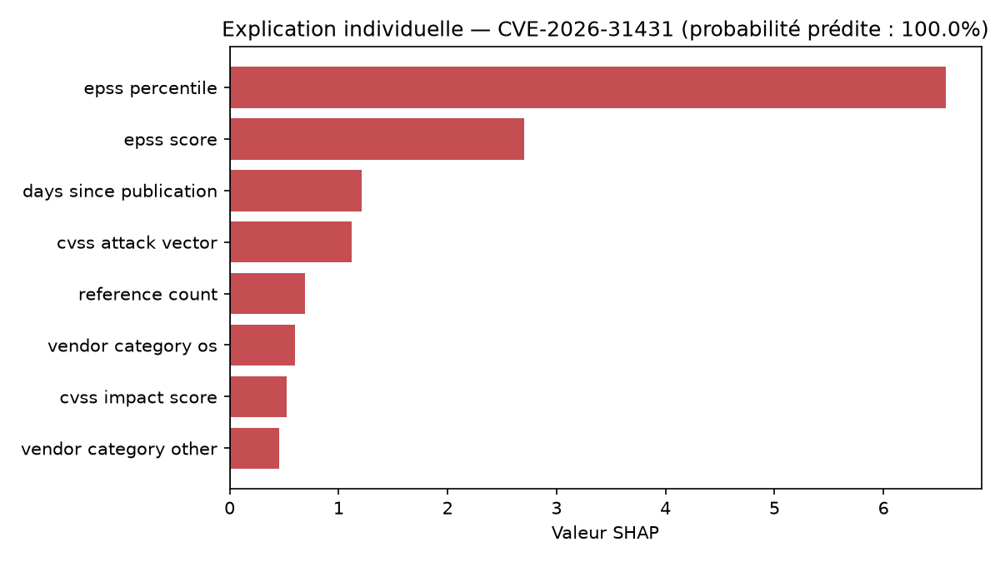 Explication individuelle — CVE-2026-31431 (probabilité prédite : 100.0%)
epss percentile
epss score
days since publication
cvss attack vector
reference count
vendor category os
cvss impact score
vendor category other
0 1 2 3 4 5 6
Valeur SHAP